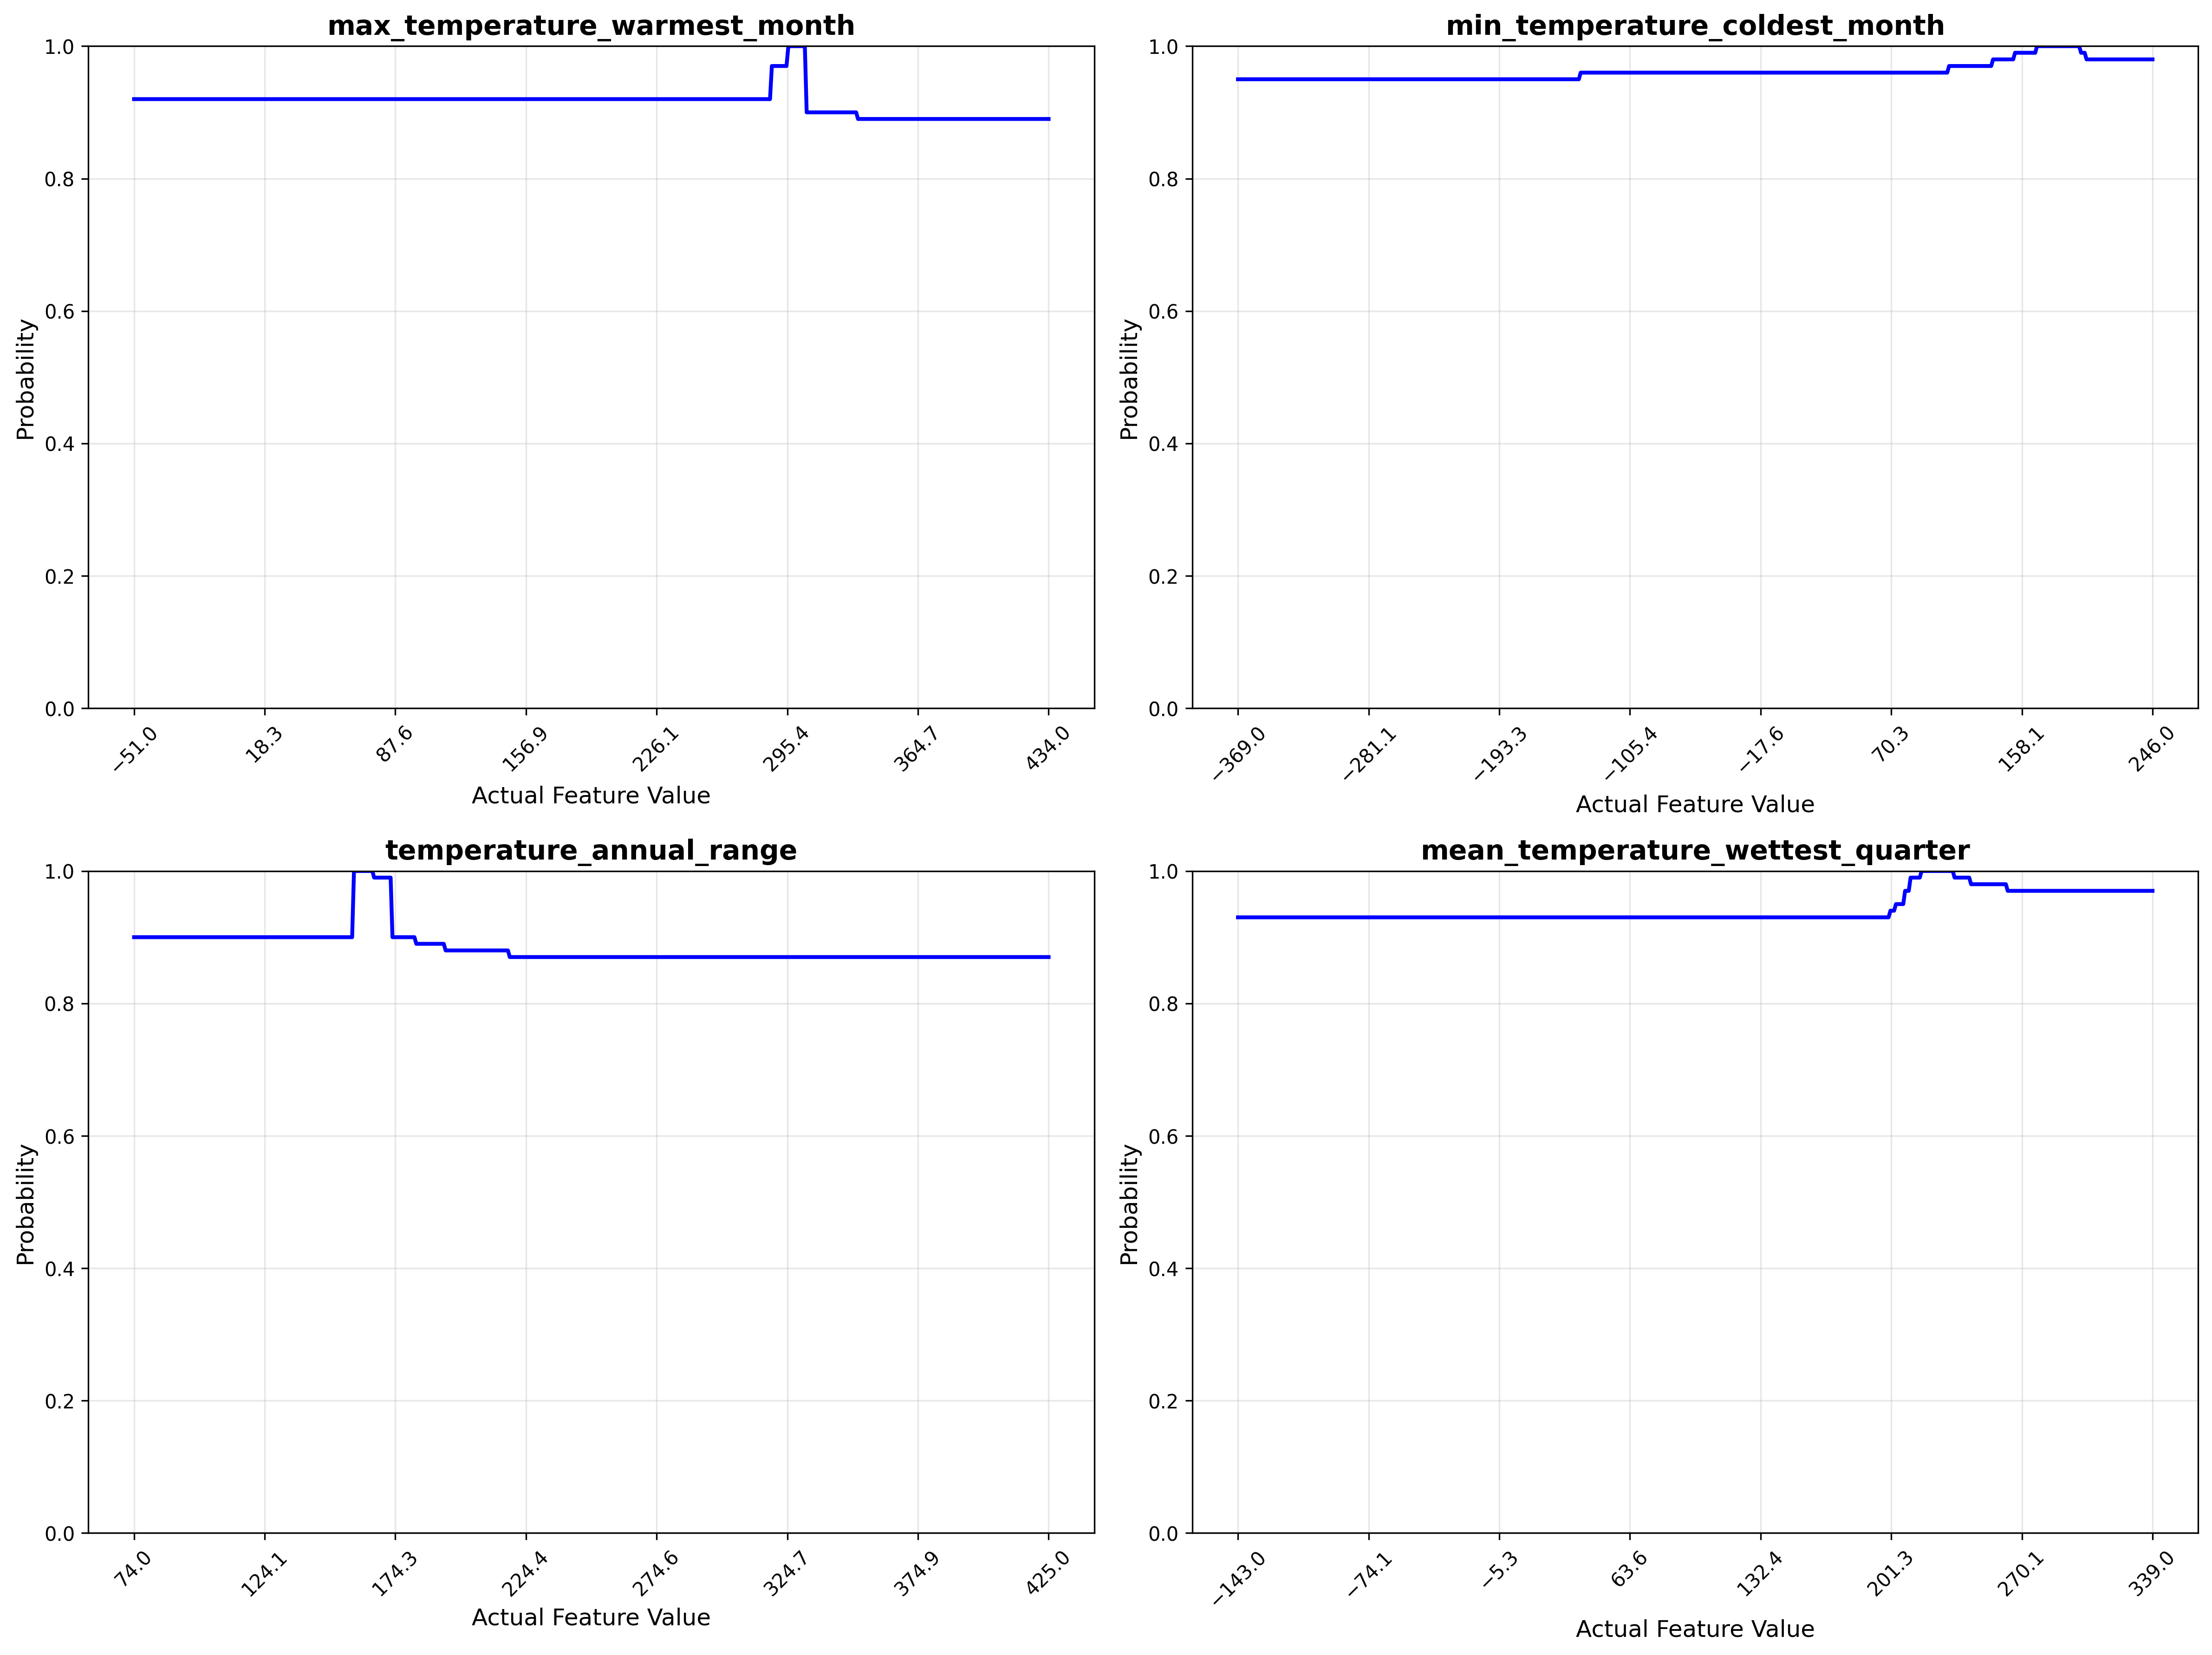 max_temperature_warmest_month
1.0
0.8
0.6
0.4
0.2
0.0
Probability
−51.0 18.3 87.6 156.9 226.1 295.4 364.7 434.0
Actual Feature Value
min_temperature_coldest_month
1.0
0.8
0.6
0.4
0.2
0.0
Probability
−369.0 −281.1 −193.3 −105.4 −17.6 70.3 158.1 246.0
Actual Feature Value
temperature_annual_range
1.0
0.8
0.6
0.4
0.2
0.0
Probability
74.0 124.1 174.3 224.4 274.6 324.7 374.9 425.0
Actual Feature Value
mean_temperature_wettest_quarter
1.0
0.8
0.6
0.4
0.2
0.0
Probability
−143.0 −74.1 −5.3 63.6 132.4 201.3 270.1 339.0
Actual Feature Value